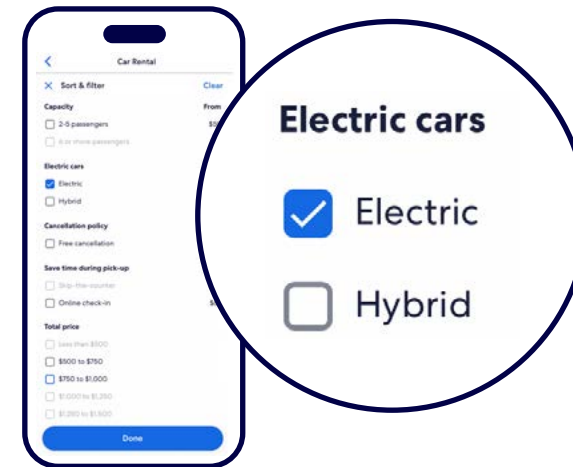 Car Rental
Sort & filter Clear
Capacity From
2-5 passengers
6 or more passengers
Electric cars
Electric
Hybrid
Cancellation policy
Free cancellation
Save time during pick-up
Skip-the-counter
Online check-in
Total price
Less than $500
$500 to $750
$750 to $1,000
$1,000 to $1,250
$1,250 to $1,500
Done
Electric cars
Electric
Hybrid